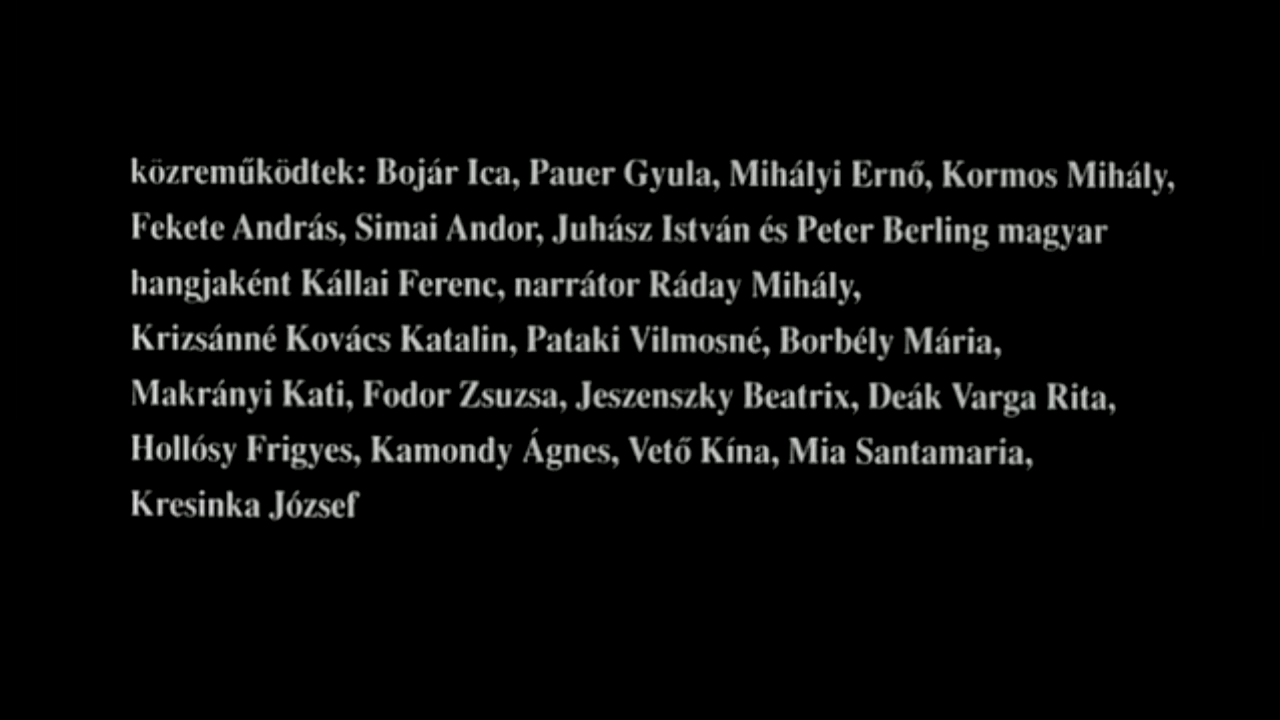 közreműködtek: Bojár Ica, Pauer Gyula, Mihályi Ernő, Kormos Mihály,
Fekete András, Simai Andor, Juhász István és Peter Berling magyar
hangjaként Kállai Ferenc, narrátor Ráday Mihály,
Krizsánné Kovács Katalin, Pataki Vilmosné, Borbély Mária,
Makrányi Kati, Fodor Zsuzsa, Jeszenszky Beatrix, Deák Varga Rita,
Hollósy Frigyes, Kamondy Ágnes, Vető Kína, Mia Santamaria,
Kresinka József